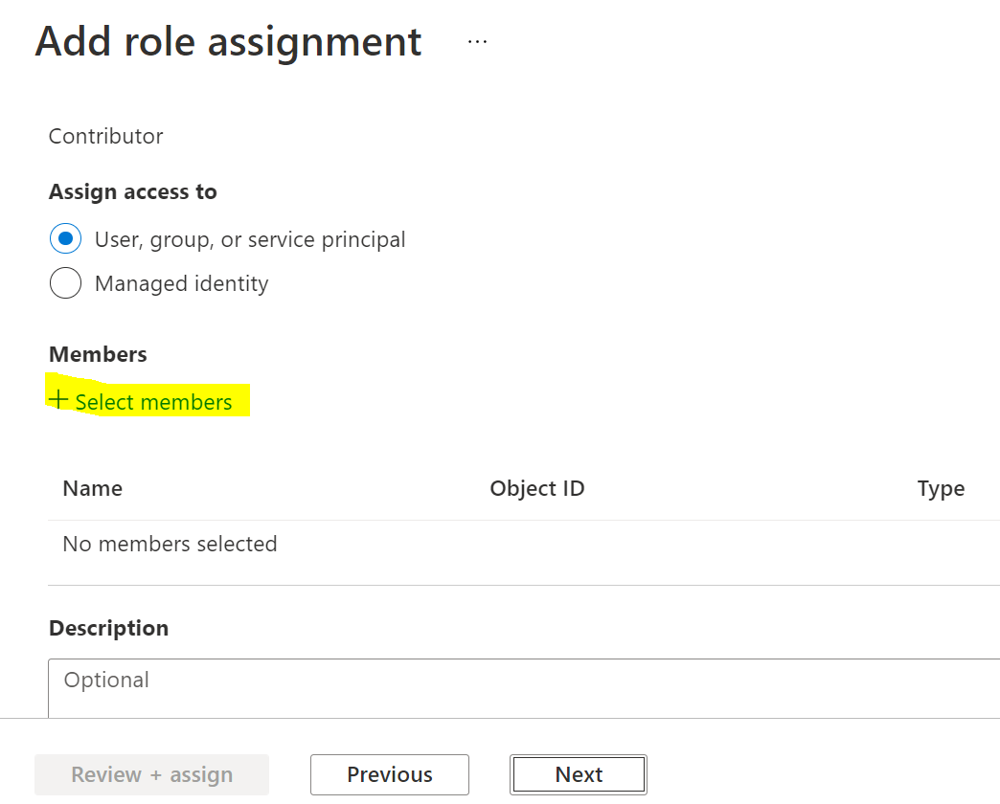 Add role assignment ...
Contributor
Assign access to
User, group, or service principal
Managed identity
Members
+ Select members
Name Object ID Type
No members selected
Description
Optional
Review + assign Previous Next